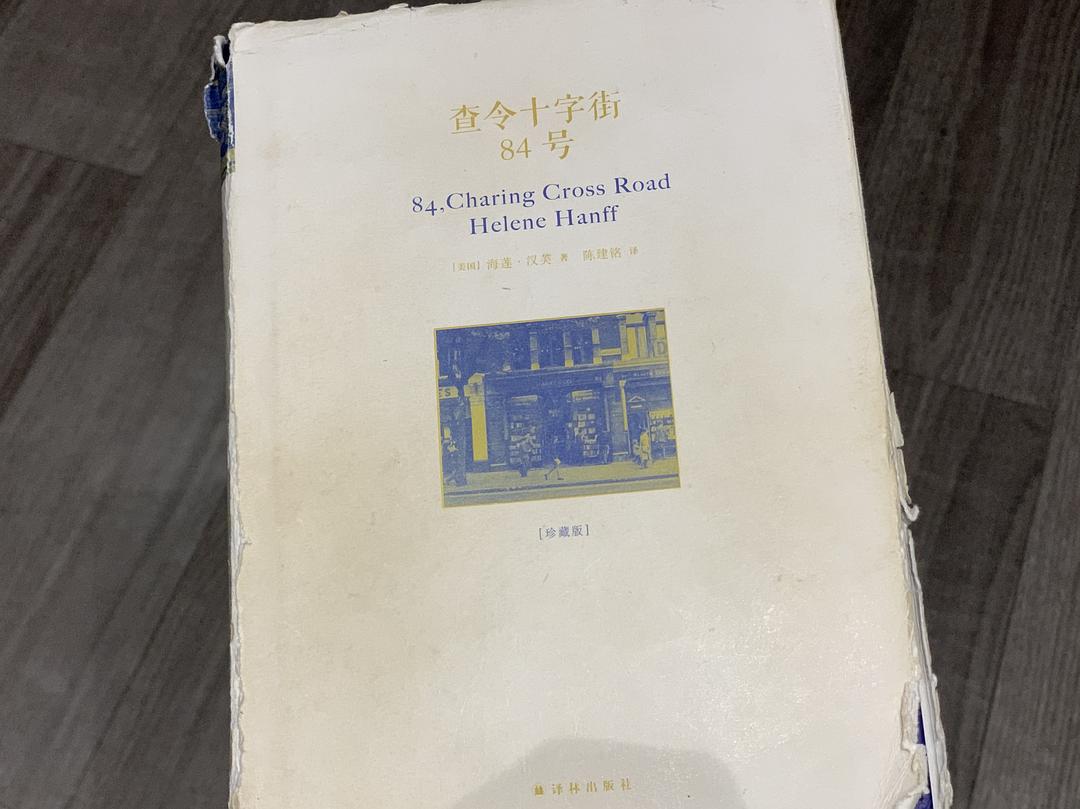 查令十字街
84 号
84,Charing Cross Road
Helene Hanff
[美国] 海莲·汉芙 著 陈建铭 译
[珍藏版]
译林出版社